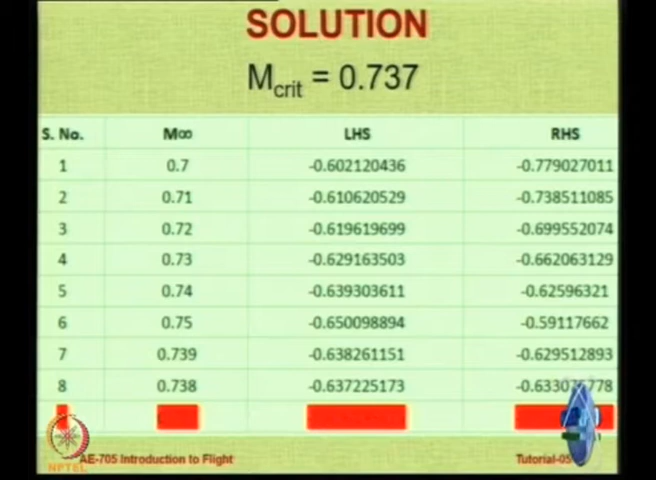 SOLUTION
Mcrit = 0.737
S. No. M∞ LHS RHS
1 0.7 -0.602120436 -0.779027011
2 0.71 -0.610620529 -0.738511085
3 0.72 -0.619619699 -0.699552074
4 0.73 -0.629163503 -0.662063129
5 0.74 -0.639303611 -0.62596321
6 0.75 -0.650098894 -0.59117662
7 0.739 -0.638261151 -0.629512893
8 0.738 -0.637225173
AE-705 Introduction to Flight Tutorial-05
NPTEL